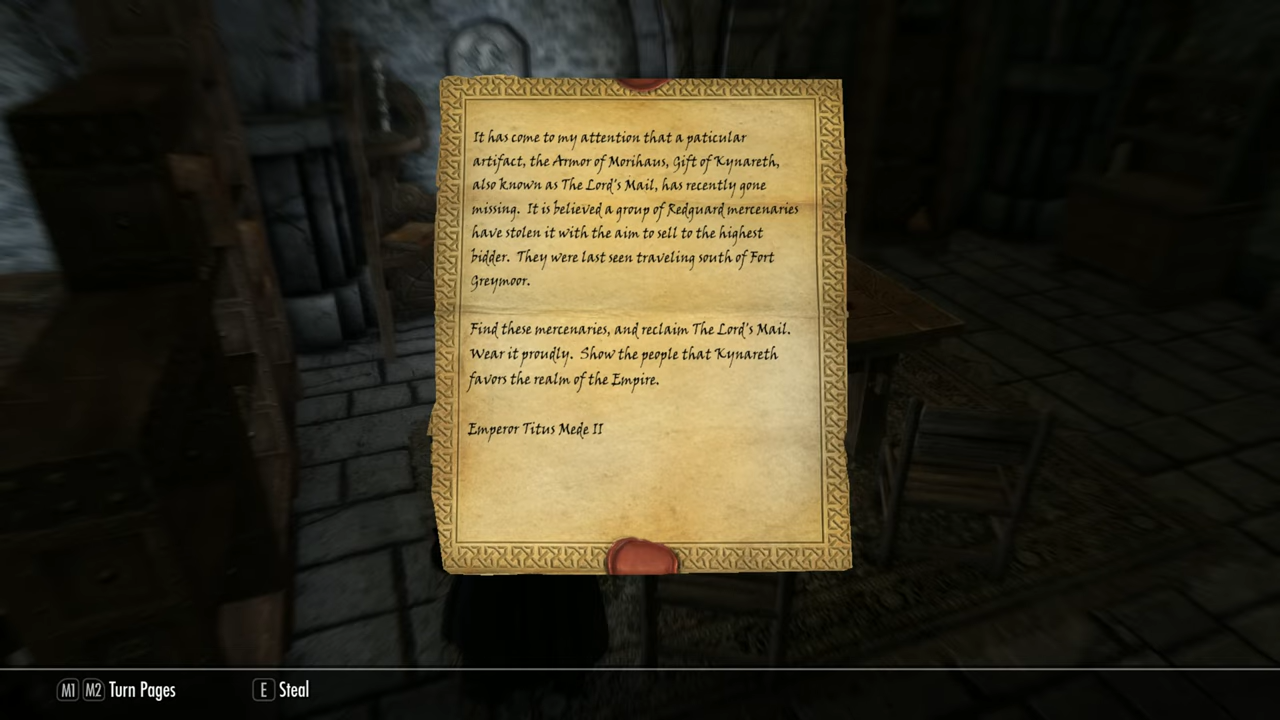 It has come to my attention that a paticular
artifact, the Armor of Morihaus, Gift of Kynareth,
also known as The Lord's Mail, has recently gone
missing. It is believed a group of Redguard mercenaries
have stolen it with the aim to sell to the highest
bidder. They were last seen traveling south of Fort
Greymoor.
Find these mercenaries, and reclaim The Lord's Mail.
Wear it proudly. Show the people that Kynareth
favors the realm of the Empire.
Emperor Titus Mede II
M1 M2 Turn Pages E Steal